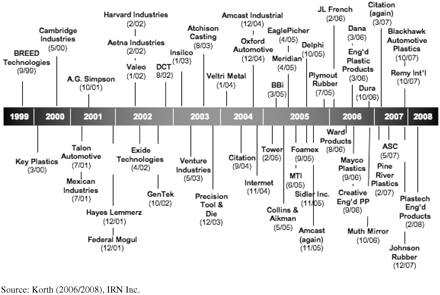 BREED
Technologies
(9/99)
Cambridge
Industries
(5/00)
A.G. Simpson
(10/01)
Harvard Industries
(2/02)
Aetna Industries
(2/02)
Valeo
(1/02)
DCT
8/02)
Insilco
(1/03)
Atchison
Casting
(8/03)
Veltri Metal
(1/04)
Amcast Industrial
(12/04)
Oxford
Automotive
(12/04)
EaglePicher
(4/05)
Meridian
(4/05)
BBi
(3/05)
Delphi
(10/05)
JL French
(2/06)
Plymout
Rubber
(7/05)
Dana
(3/06)
Eng'd
Plastic
Products
(3/06)
Dura
(10/06)
Citation
(again)
(3/07)
Blackhawk
Automotive
Plastics
(10/07)
Remy Int'l
(10/07)
1999 2000 2001 2002 2003 2004 2005 2006 2007 2008
Key Plastics
(3/00)
Talon
Automotive
(7/01)
Mexican
Industries
(7/01)
Hayes Lemmerz
(12/01)
Federal Mogul
(12/01)
Exide
Technologies
(4/02)
GenTek
(10/02)
Venture
Industries
(5/03)
Precision
Tool &
Die
(12/03)
Citation
(9/04)
Internet
(11/04)
Tower
(2/05)
Collins &
Aikman
(5/05)
Foamex
(9/05)
MTI
(6/05)
Sidler Inc.
(11/05)
Amcast
(again)
(11/05)
Ward
Products
(8/06)
Mayco
Plastics
(9/06)
Creative
Eng'd PP
(9/06)
Muth Mirror
(10/06)
ASC
(5/07)
Pine
River
Plastics
(2/07)
Plastech
Eng'd
Products
(2/08)
Johnson
Rubber
(12/07)
Source: Korth (2006/2008), IRN Inc.